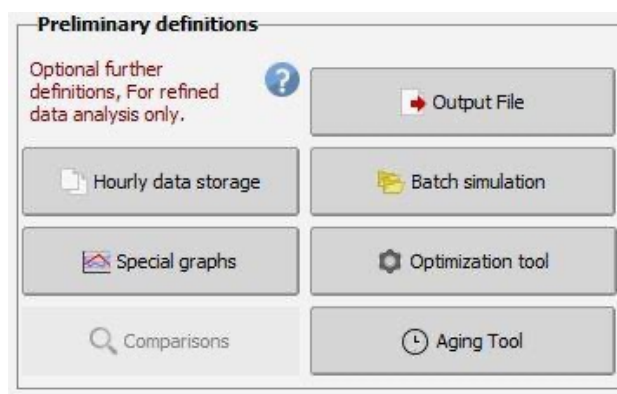 Preliminary definitions
Optional further
definitions, For refined
data analysis only.
?
Output File
Hourly data storage
Batch simulation
Special graphs
Optimization tool
Comparisons
Aging Tool